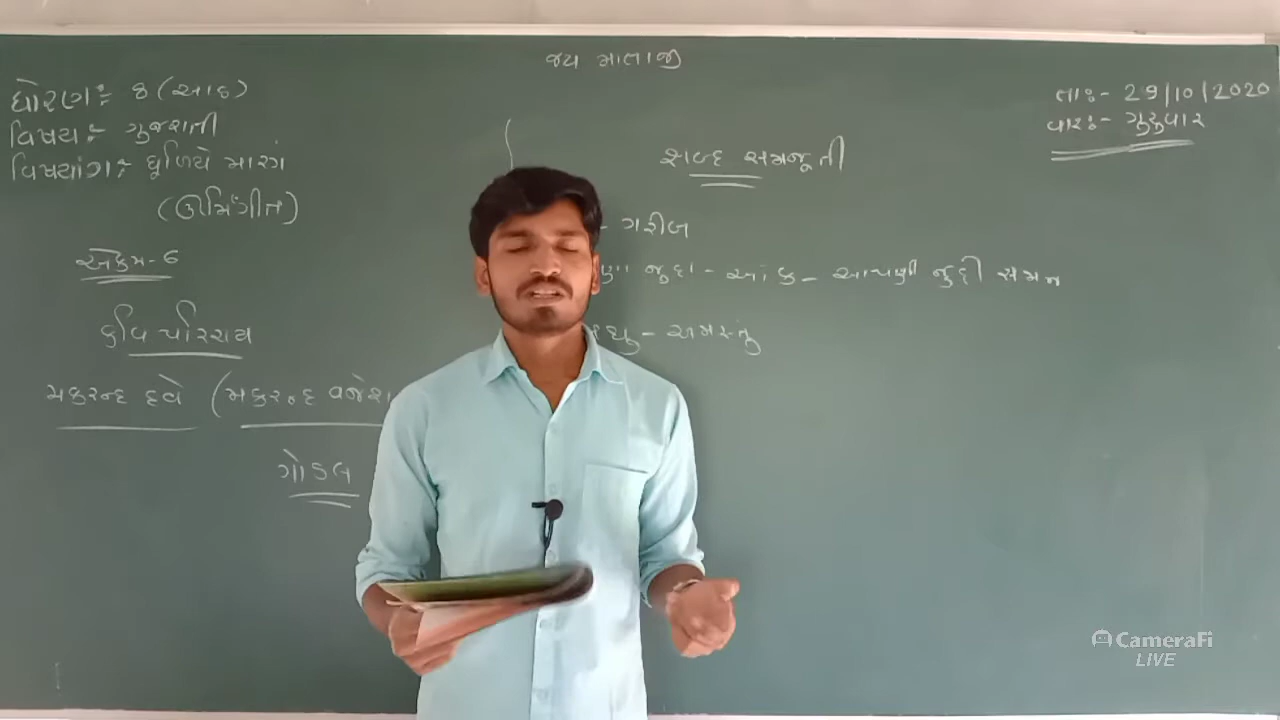 જય માતાજી
ધોરણઃ- 8 (આઠ)
વિષયઃ- ગુજરાતી
વિષયાંગઃ- ધૂળિયે મારગ
(ઊર્મિગીત)
એકમ-6
કવિ પરિચય
મકરન્દ દવે (મકરન્દ વજેશ
ગોંડલ
તાઃ- 29/10/2020
વારઃ- ગુરુવાર
શબ્દ સમજૂતી
- ગરીબ
જુદા - આંક - આપણી જુદી સમજ
- અમસ્તું
CameraFi
LIVE